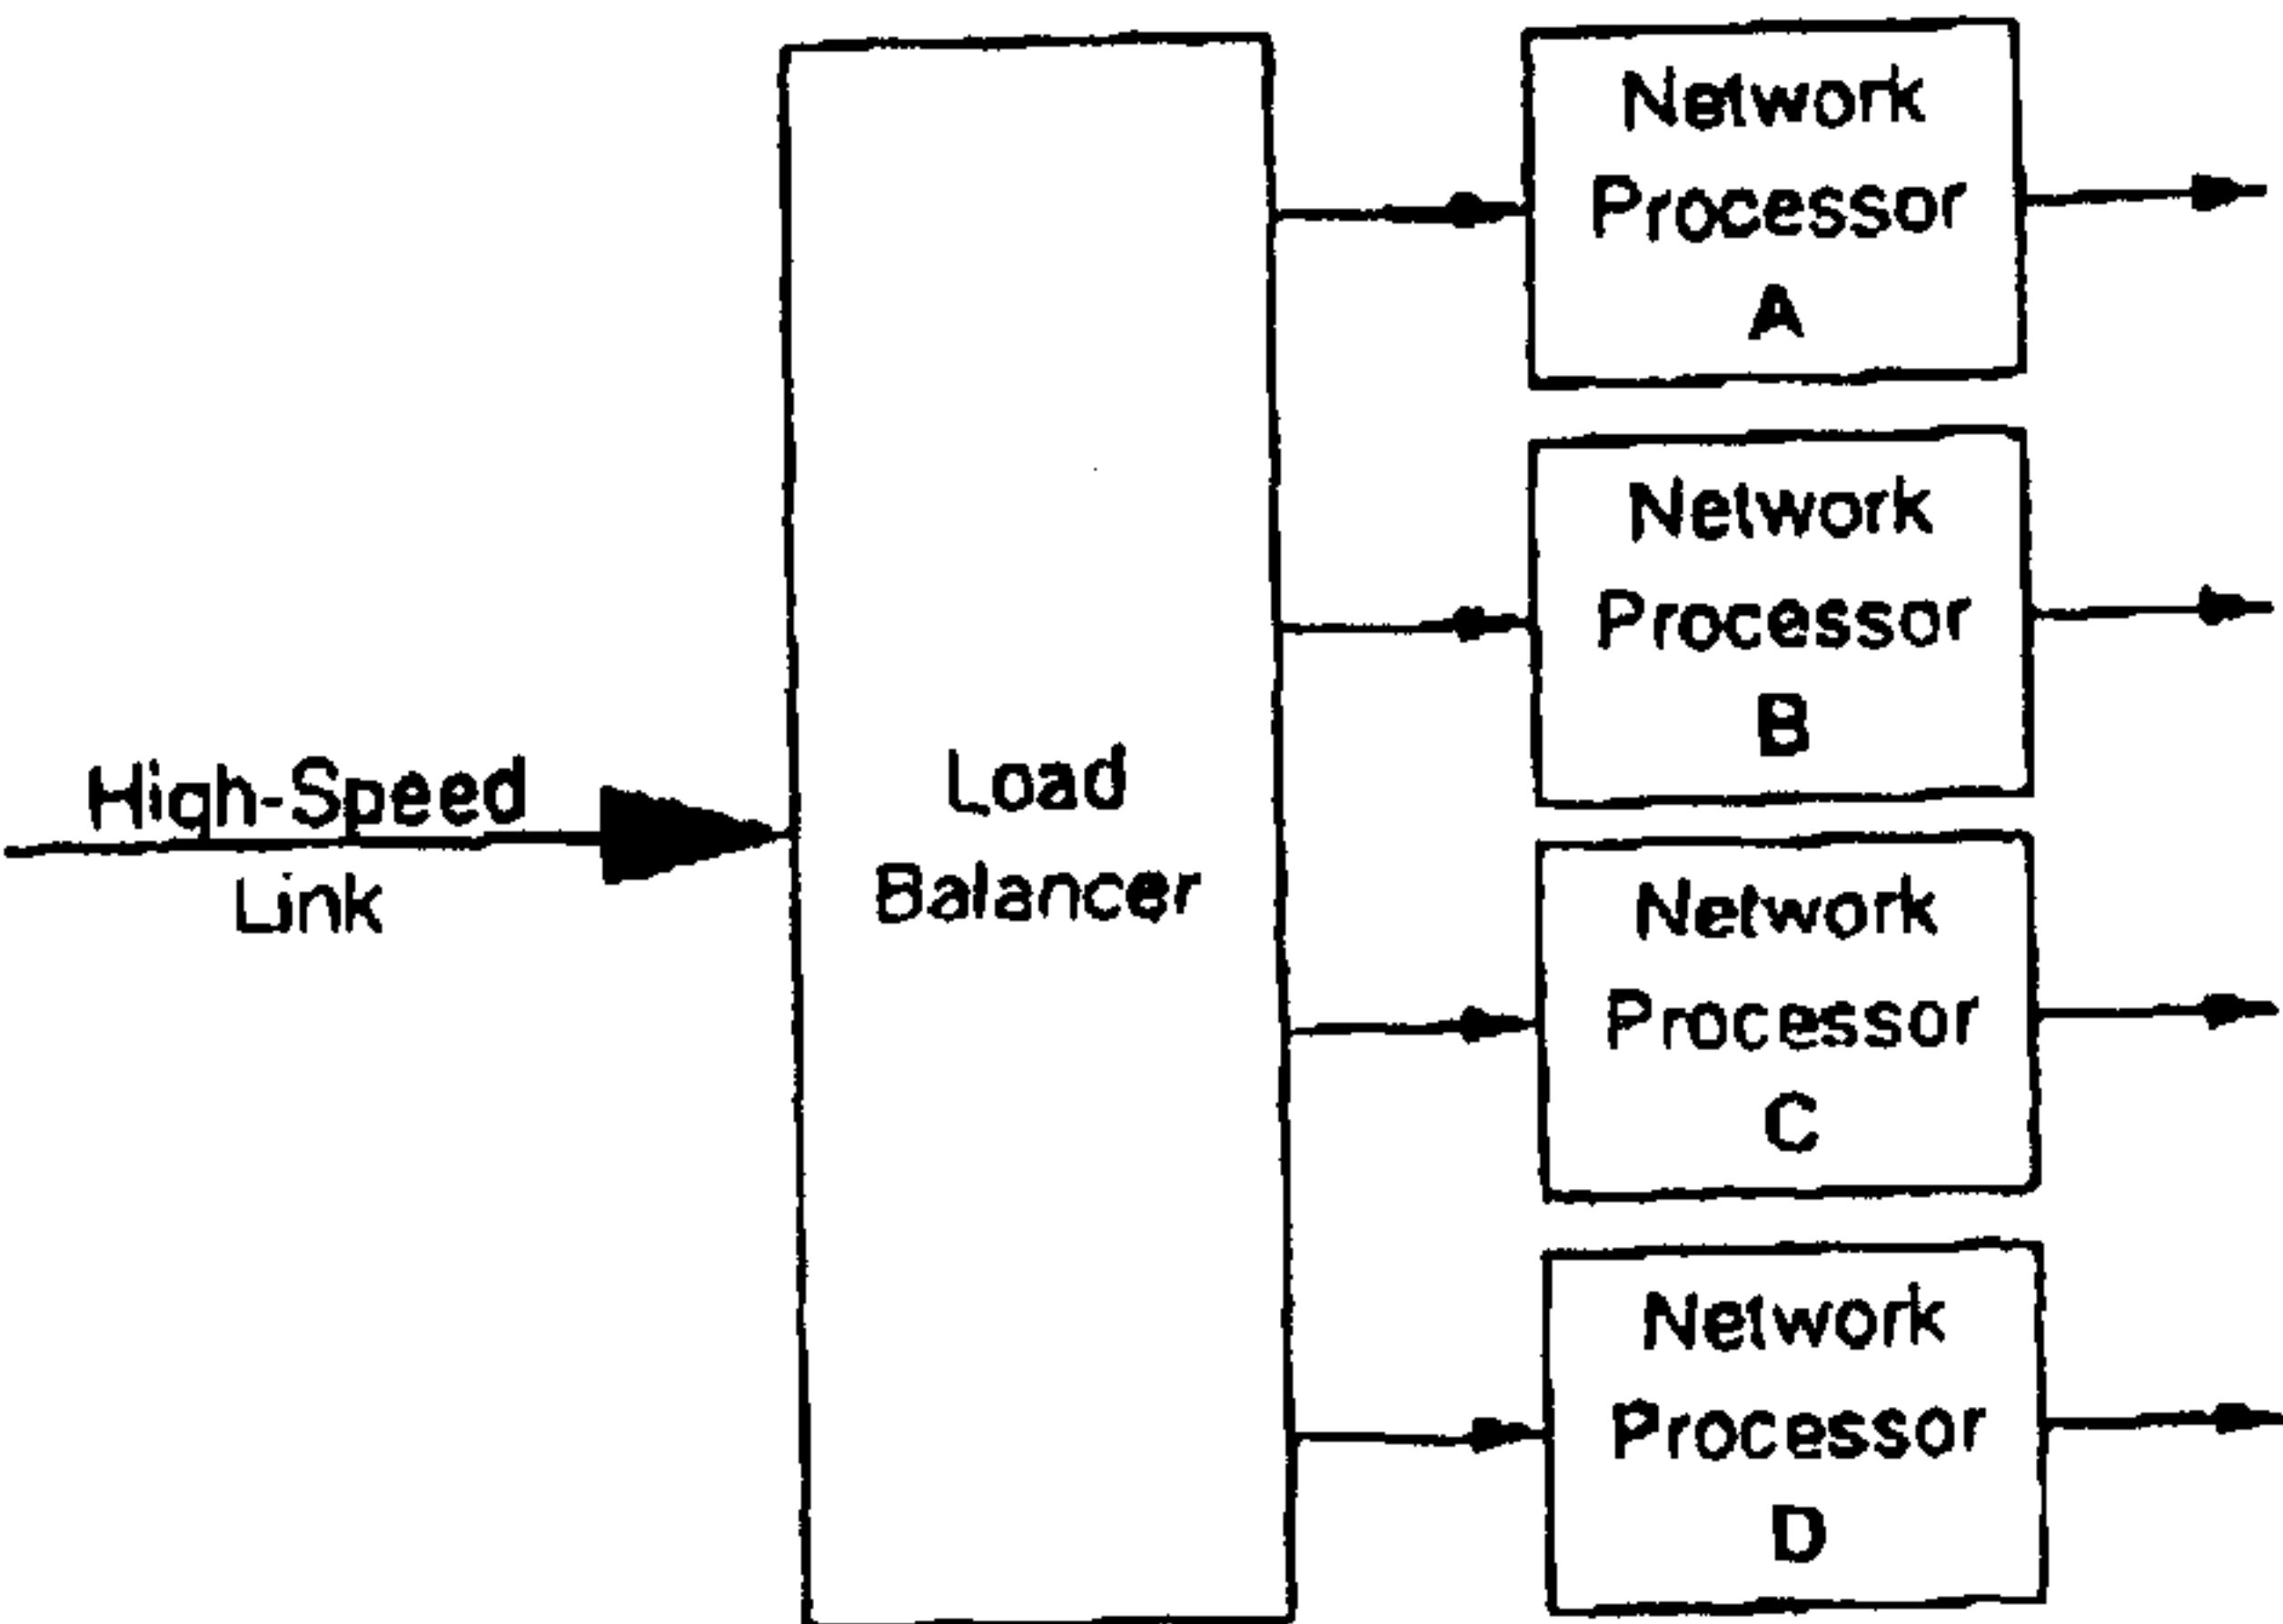 High-Speed
Link
Load
Balancer
Network
Processor
A
Network
Processor
B
Network
Processor
C
Network
Processor
D